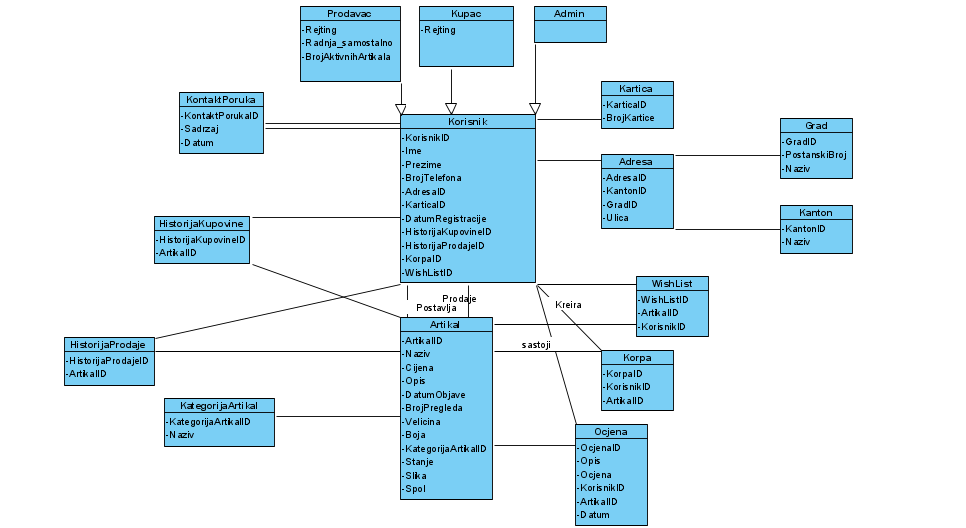 Prodavac
-Rejting
-Radnja_samostalno
-BrojAktivnihArtikala
Kupac
-Rejting
Admin
KontaktPoruka
-KontaktPorukaID
-Sadrzaj
-Datum
Korisnik
-KorisnikID
-Ime
-Prezime
-BrojTelefona
-AdresaID
-KarticaID
-DatumRegistracije
-HistorijaKupovineID
-HistorijaProdajeID
-KorpaID
-WishListID
Kartica
-KarticaID
-BrojKartice
Adresa
-AdresaID
-KantonID
-GradID
-Ulica
Grad
-GradID
-PostanskiBroj
-Naziv
Kanton
-KantonID
-Naziv
HistorijaKupovine
-HistorijaKupovineID
-ArtikalID
Prodaje
Postavlja
Kreira
WishList
-WishListID
-ArtikalID
-KorisnikID
HistorijaProdaje
-HistorijaProdajeID
-ArtikalID
Artikal
-ArtikalID
-Naziv
-Cijena
-Opis
-DatumObjave
-BrojPregleda
-Velicina
-Boja
-KategorijaArtikalID
-Stanje
-Slika
-Spol
sastoji
Korpa
-KorpaID
-KorisnikID
-ArtikalID
KategorijaArtikal
-KategorijaArtikalID
-Naziv
Ocjena
-OcjenaID
-Opis
-Ocjena
-KorisnikID
-ArtikalID
-Datum